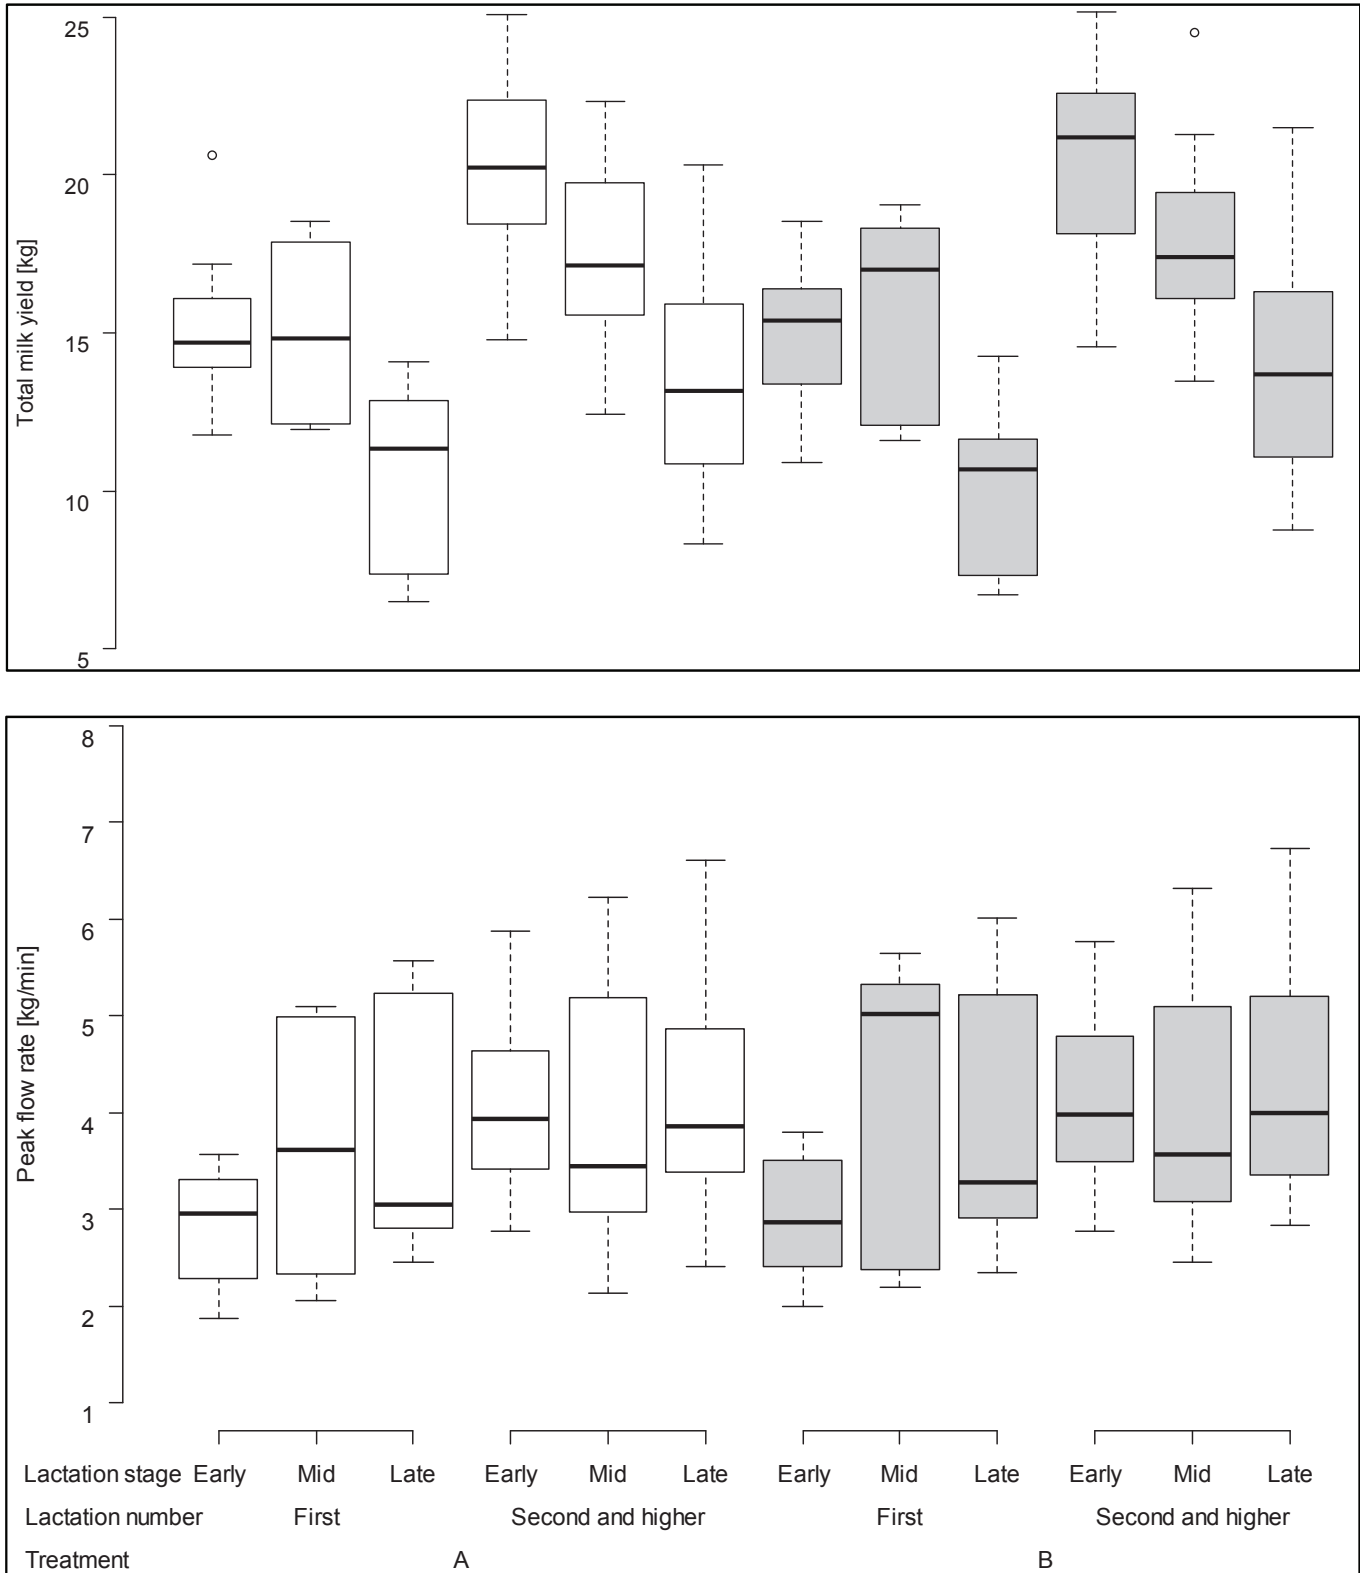 25
20
15
10
5
Total milk yield [kg]
8
7
6
5
4
3
2
1
Peak flow rate [kg/min]
Lactation stage Early Mid Late Early Mid Late Early Mid Late Early Mid Late
Lactation number First Second and higher First Second and higher
Treatment A B